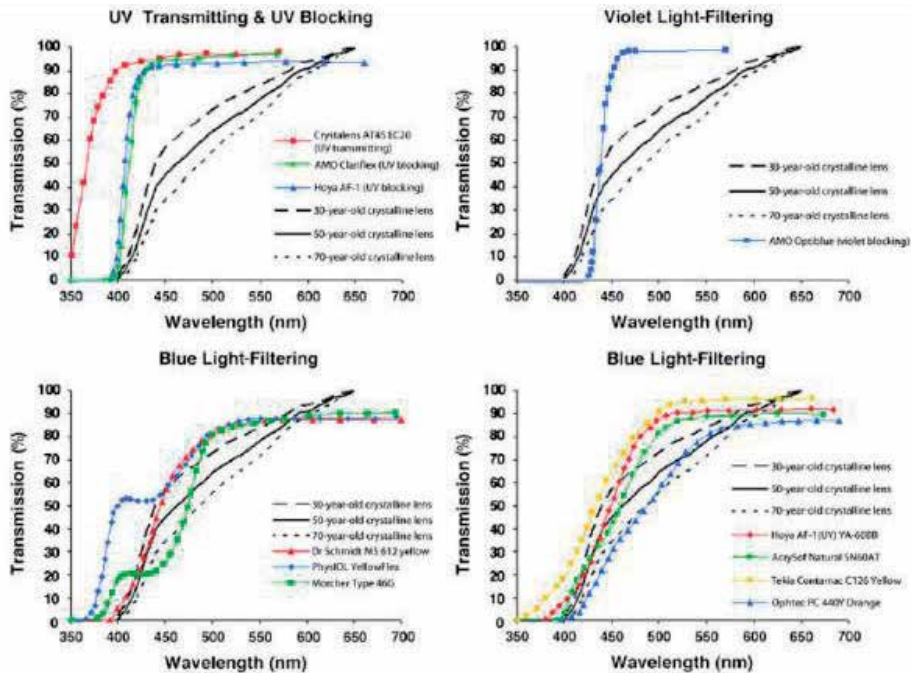 UV Transmitting & UV Blocking
Transmission (%)
100
90
80
70
60
50
40
30
20
10
0
Crystalens AT45 EC20
(UV transmitting)
AMO Clariflex (UV blocking)
Hoya AF-1 (UV blocking)
30-year-old crystalline lens
50-year-old crystalline lens
70-year-old crystalline lens
350 400 450 500 550 600 650 700
Wavelength (nm)
Violet Light-Filtering
Transmission (%)
100
90
80
70
60
50
40
30
20
10
0
30-year-old crystalline lens
50-year-old crystalline lens
70-year-old crystalline lens
AMO Optiblue (violet blocking)
350 400 450 500 550 600 650 700
Wavelength (nm)
Blue Light-Filtering
Transmission (%)
100
90
80
70
60
50
40
30
20
10
0
30-year-old crystalline lens
50-year-old crystalline lens
70-year-old crystalline lens
Dr Schmidt MS 612 yellow
PhysIOL YellowFlex
Morcher Type 46G
350 400 450 500 550 600 650 700
Wavelength (nm)
Blue Light-Filtering
Transmission (%)
100
90
80
70
60
50
40
30
20
10
0
30-year-old crystalline lens
50-year-old crystalline lens
70-year-old crystalline lens
Hoya AF-1(UY) YA-60BB
AcrySof Natural SN60AT
Tekia Contamac C126 Yellow
Ophtec PC 440Y Orange
350 400 450 500 550 600 650 700
Wavelength (nm)